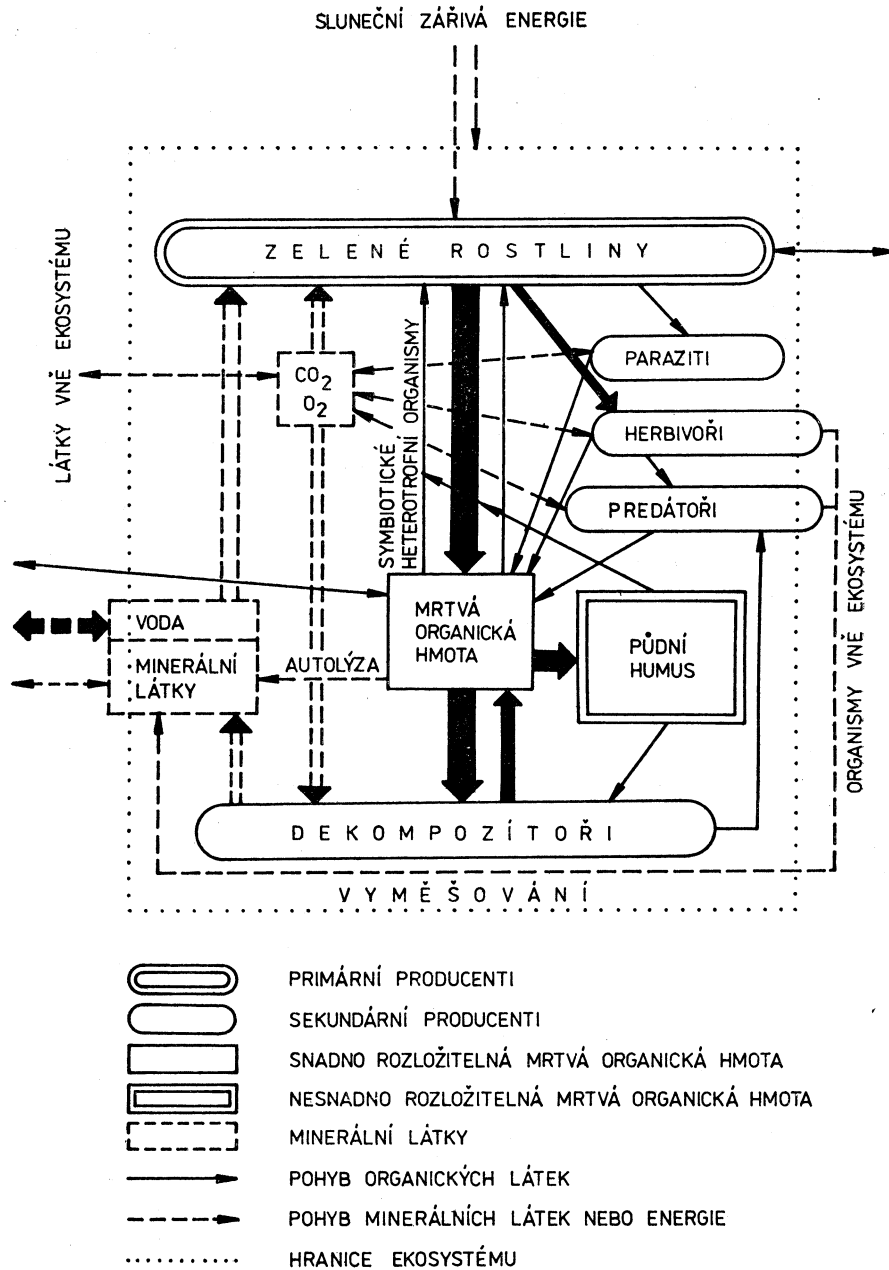 SLUNEČNÍ ZÁŘIVÁ ENERGIE
ZELENÉ ROSTLINY
LÁTKY VNĚ EKOSYSTÉMU
CO2
O2
SYMBIOTICKÉ
HETEROTROFNÍ ORGANISMY
PARAZITI
HERBIVOŘI
PREDÁTOŘI
ORGANISMY VNĚ EKOSYSTÉMU
VODA
MINERÁLNÍ
LÁTKY
AUTOLÝZA
MRTVÁ
ORGANICKÁ
HMOTA
PŮDNÍ
HUMUS
DEKOMPOZÍTOŘI
VYMĚŠOVÁNÍ
PRIMÁRNÍ PRODUCENTI
SEKUNDÁRNÍ PRODUCENTI
SNADNO ROZLOŽITELNÁ MRTVÁ ORGANICKÁ HMOTA
NESNADNO ROZLOŽITELNÁ MRTVÁ ORGANICKÁ HMOTA
MINERÁLNÍ LÁTKY
POHYB ORGANICKÝCH LÁTEK
POHYB MINERÁLNÍCH LÁTEK NEBO ENERGIE
HRANICE EKOSYSTÉMU